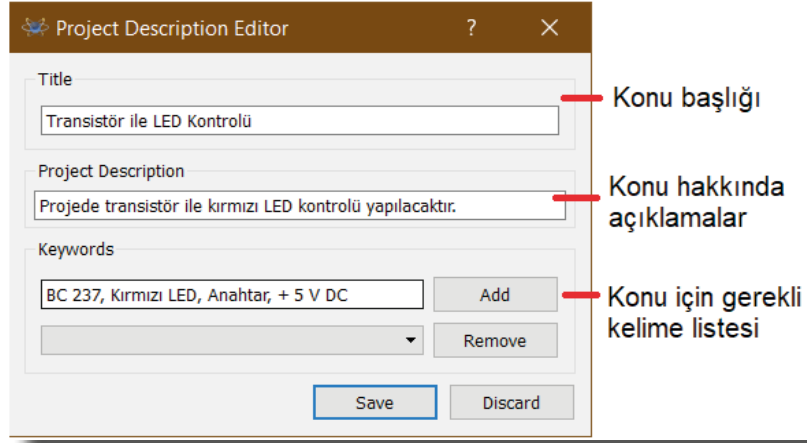 Project Description Editor ?
Title
Transistör ile LED Kontrolü
Konu başlığı
Project Description
Projede transistör ile kırmızı LED kontrolü yapılacaktır.
Konu hakkında
açıklamalar
Keywords
BC 237, Kırmızı LED, Anahtar, + 5 V DC
Add
Konu için gerekli
kelime listesi
Remove
Save
Discard